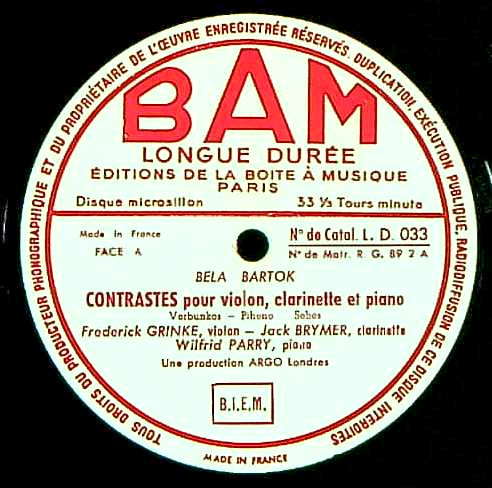 TOUS DROITS DU PRODUCTEUR PHONOGRAPHIQUE ET DU PROPRIÉTAIRE DE L'ŒUVRE ENREGISTRÉE RÉSERVÉS. DUPLICATION, EXÉCUTION PUBLIQUE, RADIODIFFUSION DE CE DISQUE INTERDITES
BAM
LONGUE DURÉE
ÉDITIONS DE LA BOITE À MUSIQUE
PARIS
Disque microsillon 33 ⅓ Tours minute
Made in France Nº de Catal. L. D. 033
FACE A Nº de Matr. R. G. 89 2 A
BELA BARTOK
CONTRASTES pour violon, clarinette et piano
Verbunkos - Piheno Sebes
Frederick GRINKE, violon - Jack BRYMER, clarinette
Wilfrid PARRY, piano
Une production ARGO Londres
B.I.E.M.
MADE IN FRANCE